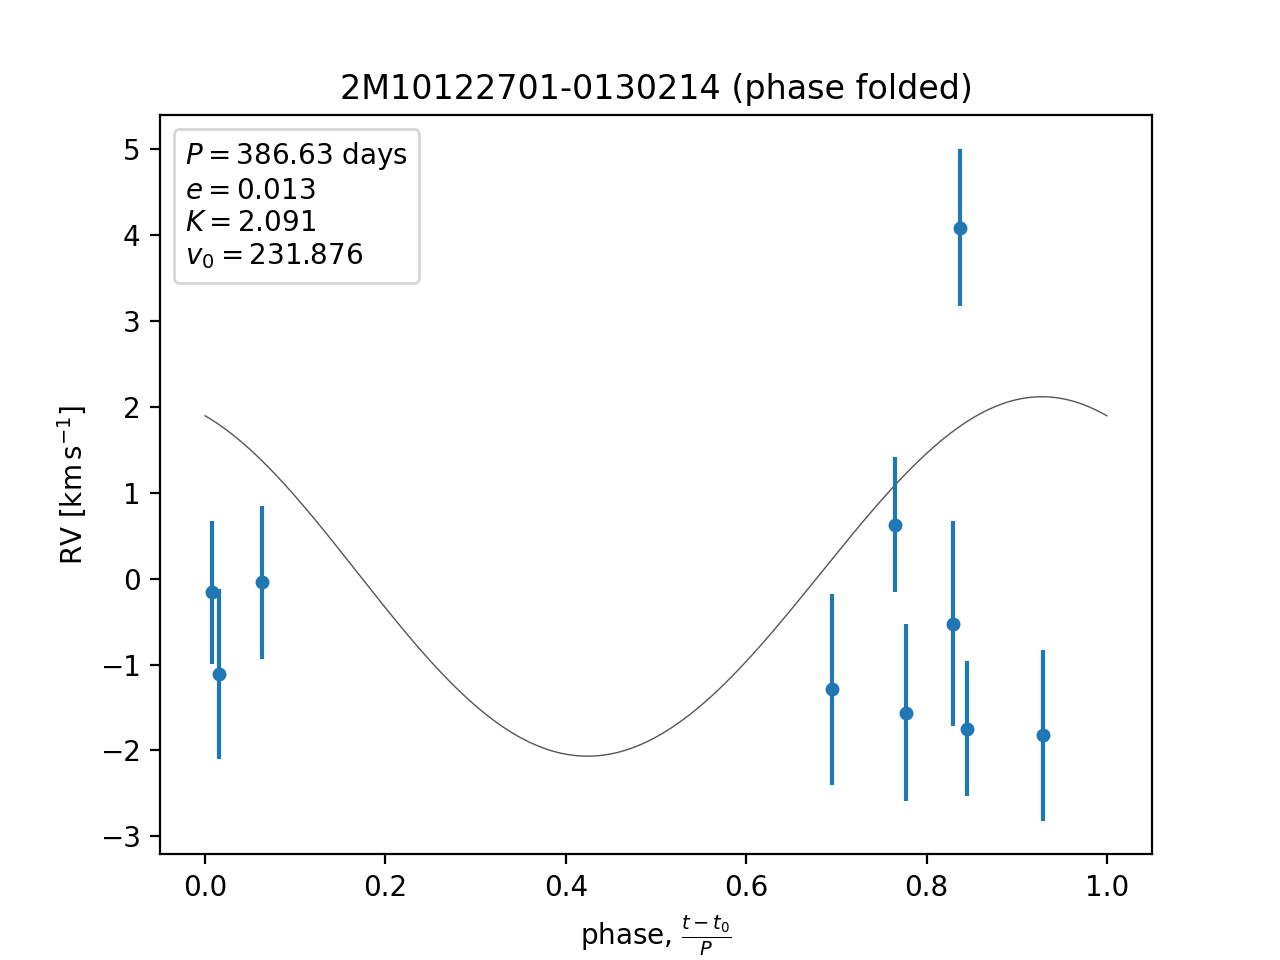 2M10122701-0130214 (phase folded)
P = 386.63 days
e = 0.013
K = 2.091
v₀ = 231.876
5
4
3
2
1
0
−1
−2
−3
RV [km s⁻¹]
0.0 0.2 0.4 0.6 0.8 1.0
phase, (t − t₀)/P